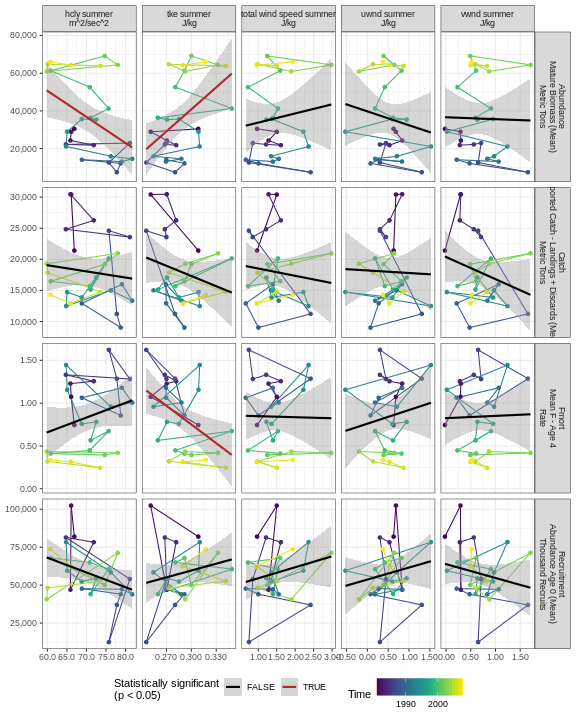 hcly summer
m^2/sec^2
tke summer
J/kg
total wind speed summer
J/kg
uwnd summer
J/kg
vwnd summer
J/kg
80,000
60,000
40,000
20,000
Abundance
Mature Biomass (Mean)
Metric Tons
30,000
25,000
20,000
15,000
10,000
Catch
ported Catch - Landings + Discards (Me
Metric Tons
1.50
1.00
0.50
0.00
Fmort
Mean F - Age 4
Rate
100,000
75,000
50,000
25,000
Recruitment
Abundance Age 0 (Mean)
Thousand Recruits
60.0 65.0 70.0 75.0 80.0
0.270 0.300 0.330
1.00 1.50 2.00 2.50 3.00
0.50 0.00 0.50 1.00 1.50
0.00 0.50 1.00 1.50
Statistically significant
(p < 0.05)
FALSE
TRUE
Time
1990 2000